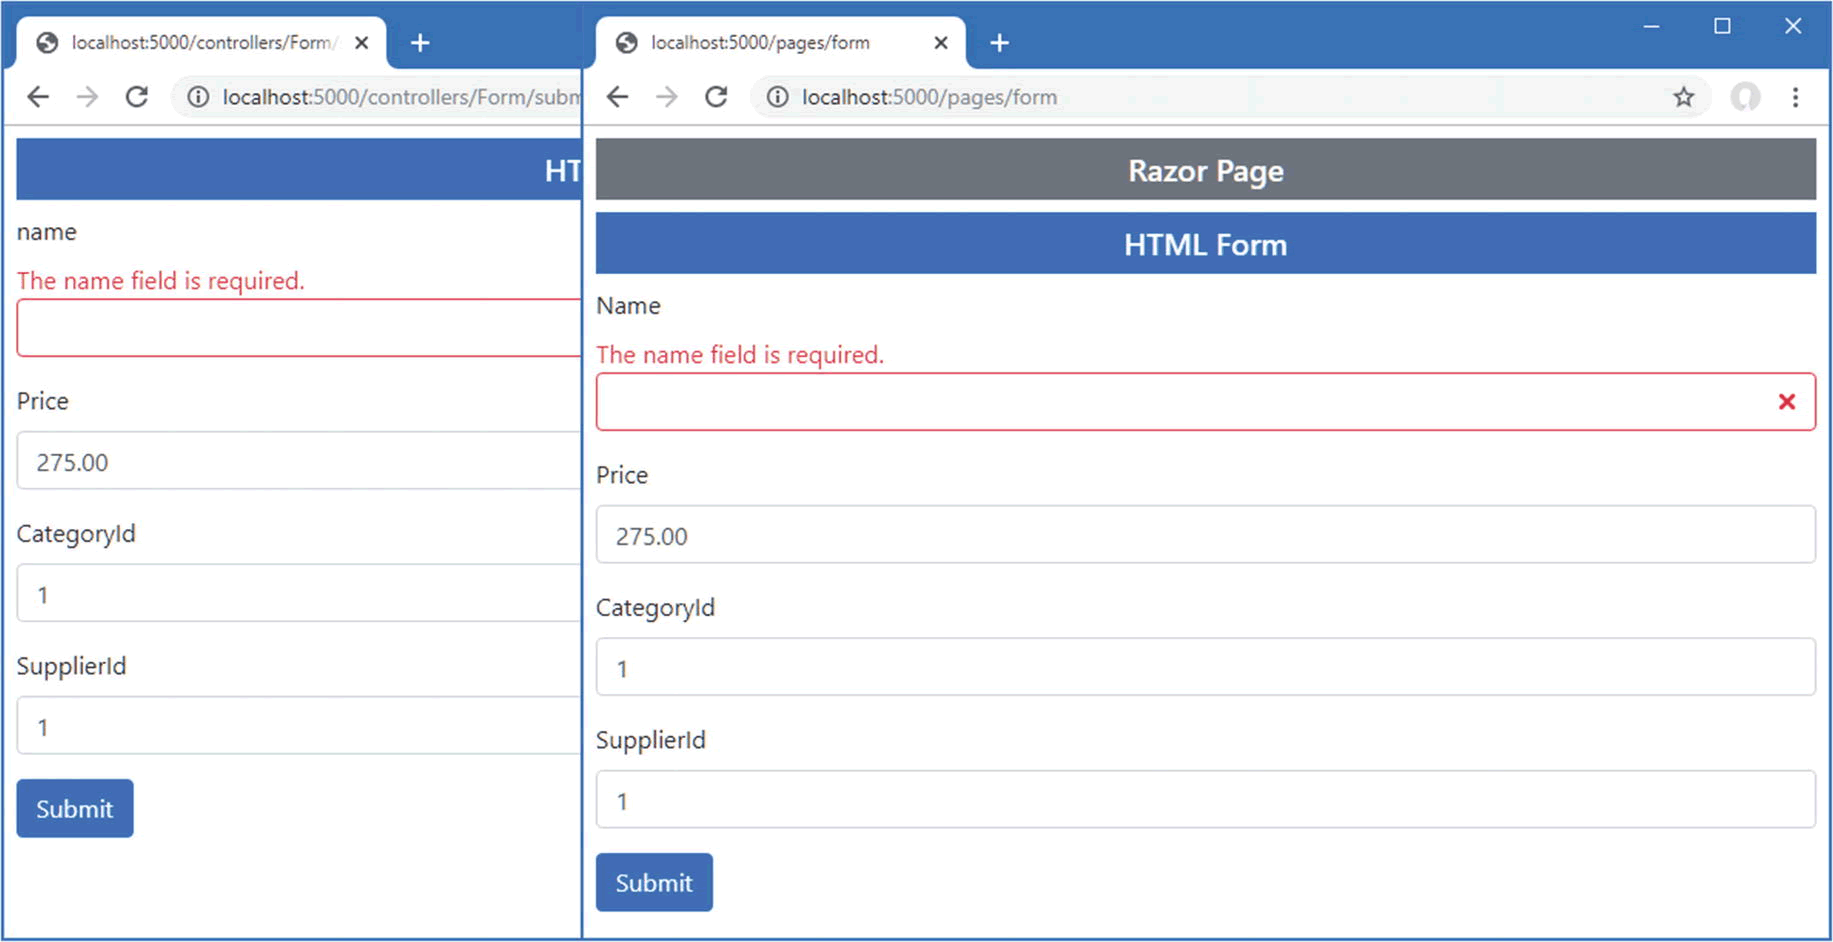 localhost:5000/controllers/Form/
localhost:5000/controllers/Form/subm
HT
name
The name field is required.
Price
275.00
CategoryId
1
SupplierId
1
Submit
localhost:5000/pages/form
localhost:5000/pages/form
Razor Page
HTML Form
Name
The name field is required.
Price
275.00
CategoryId
1
SupplierId
1
Submit